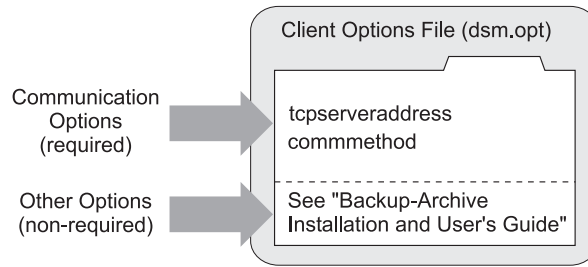 Client Options File (dsm.opt)
Communication
Options
(required)
tcpserveraddress
commmethod
Other Options
(non-required)
See "Backup-Archive
Installation and User's Guide"